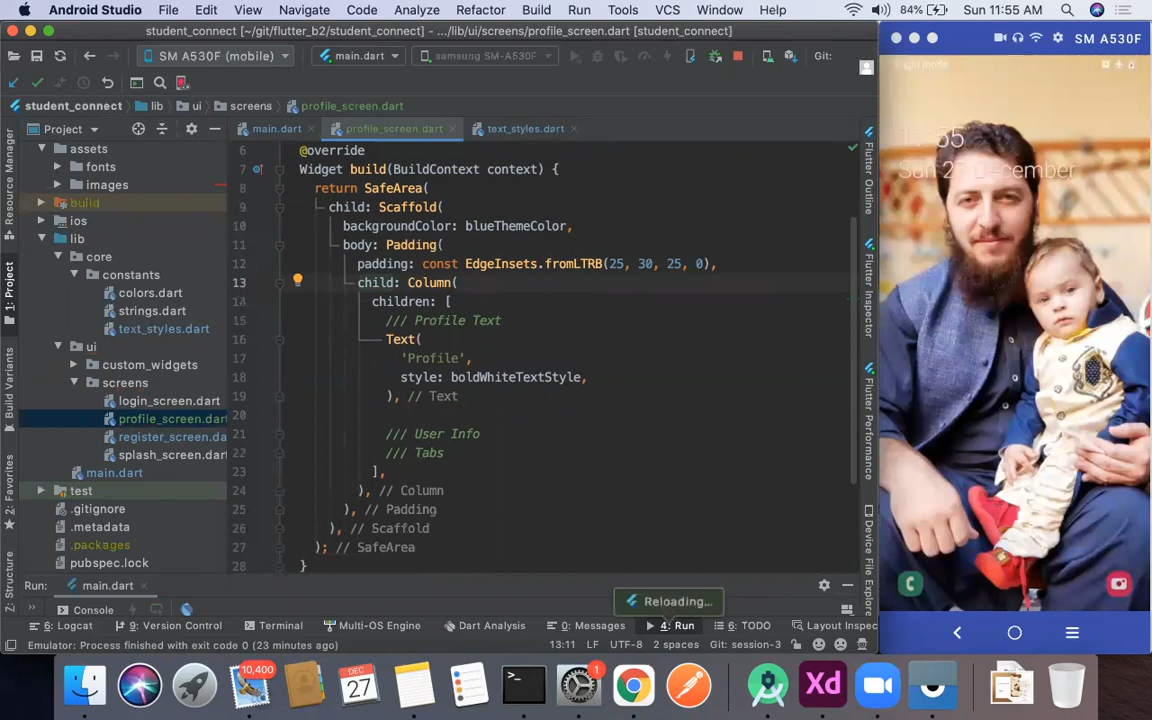 Android Studio File Edit View Navigate Code Analyze Refactor Build Run Tools VCS Window Help 84% Sun 11:55 AM
student_connect [~/git/flutter_b2/student_connect] - .../lib/ui/screens/profile_screen.dart [student_connect]
SM A530F (mobile) main.dart samsung SM-A530F Git:
student_connect lib ui screens profile_screen.dart
Project main.dart profile_screen.dart text_styles.dart
assets
fonts
images
build
ios
lib
core
constants
colors.dart
strings.dart
text_styles.dart
ui
custom_widgets
screens
login_screen.dart
profile_screen.dart
register_screen.da
splash_screen.dart
main.dart
test
.gitignore
.metadata
.packages
pubspec.lock
6 @override
7 Widget build(BuildContext context) {
8 return SafeArea(
9 child: Scaffold(
10 backgroundColor: blueThemeColor,
11 body: Padding(
12 padding: const EdgeInsets.fromLTRB(25, 30, 25, 0),
13 child: Column(
14 children: [
15 /// Profile Text
16 Text(
17 'Profile',
18 style: boldWhiteTextStyle,
19 ), // Text
20
21 /// User Info
22 /// Tabs
23 ],
24 ), // Column
25 ), // Padding
26 ), // Scaffold
27 ); // SafeArea
28 }
Resource Manager
1: Project
Build Variants
2: Favorites
7: Structure
Flutter Outline
Flutter Inspector
Flutter Performance
Device File Explorer
SM A530F
Sun 27 December
Run: main.dart
Reloading...
Console
6: Logcat 9: Version Control Terminal Multi-OS Engine Dart Analysis 0: Messages 4: Run 6: TODO Layout Inspec
Emulator: Process finished with exit code 0 (23 minutes ago) 13:11 LF UTF-8 2 spaces Git: session-3
10,400
DEC
27
1
Xd